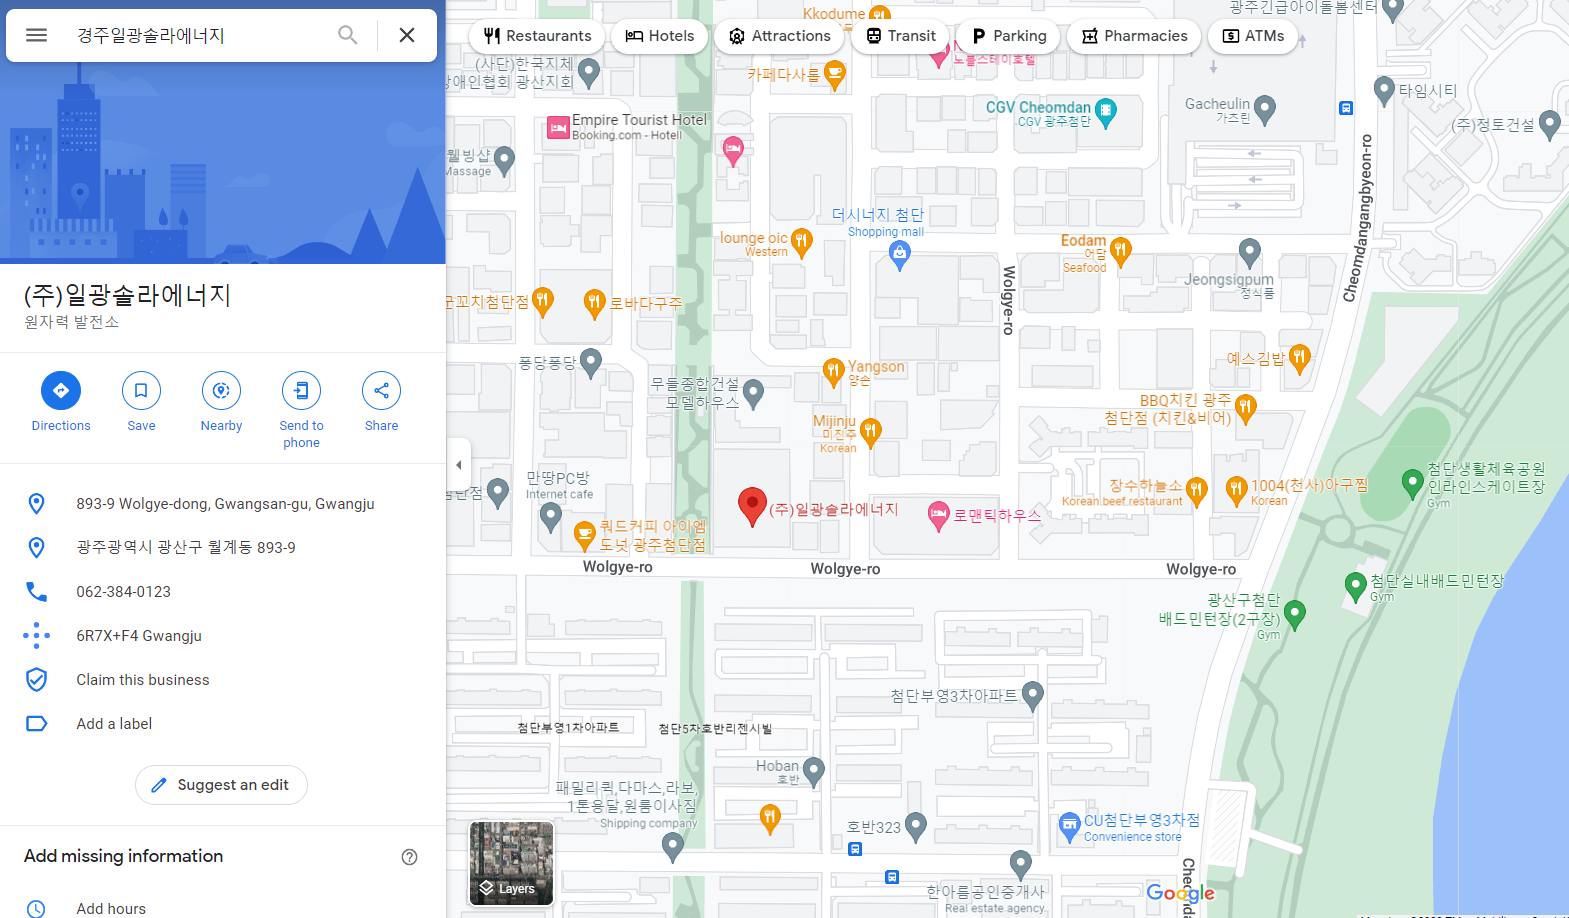 경주일광솔라에너지
(주)일광솔라에너지
원자력 발전소
Directions
Save
Nearby
Send to
phone
Share
893-9 Wolgye-dong, Gwangsan-gu, Gwangju
광주광역시 광산구 월계동 893-9
062-384-0123
6R7X+F4 Gwangju
Claim this business
Add a label
Suggest an edit
Add missing information
Add hours
Restaurants
Hotels
Attractions
Transit
Parking
Pharmacies
ATMs
Kkodume
광주긴급아이돌봄센터
노블스테이호텔
(사)한국지체
장애인협회 광산지회
카페다사롭
CGV Cheomdan
CGV 광주첨단
Gacheulin
가츠린
타임시티
(주)정토건설
Empire Tourist Hotel
Booking.com - Hotell
웰빙샵
Massage
Cheomdangangbyeon-ro
더시너지 첨단
Shopping mall
lounge oic
Western
Eodam
어담
Seafood
Jeongsigpum
정식품
Wolgye-ro
구꼬치첨단점
로바다구주
퐁당퐁당
예스김밥
Yangson
양손
무들종합건설
모델하우스
BBQ치킨 광주
첨단점 (치킨&비어)
Mijinju
미진주
Korean
첨단생활체육공원
인라인스케이트장
Gym
만땅PC방
Internet cafe
장수하늘소
Korean beef restaurant
1004(천사)아구찜
Korean
(주)일광솔라에너지
로맨틱하우스
쿼드커피 아이엠
도넛 광주첨단점
Wolgye-ro
Wolgye-ro
Wolgye-ro
첨단실내배드민턴장
Gym
광산구첨단
배드민턴장(2구장)
Gym
첨단부영3차아파트
첨단부영1차아파트
첨단5차호반리젠시빌
Hoban
호반
패밀리퀵,다마스,라보,
1톤용달,원룸이사짐
Shipping company
호반323
CU첨단부영3차점
Convenience store
한아름공인중개사
Real estate agency
Layers
Google